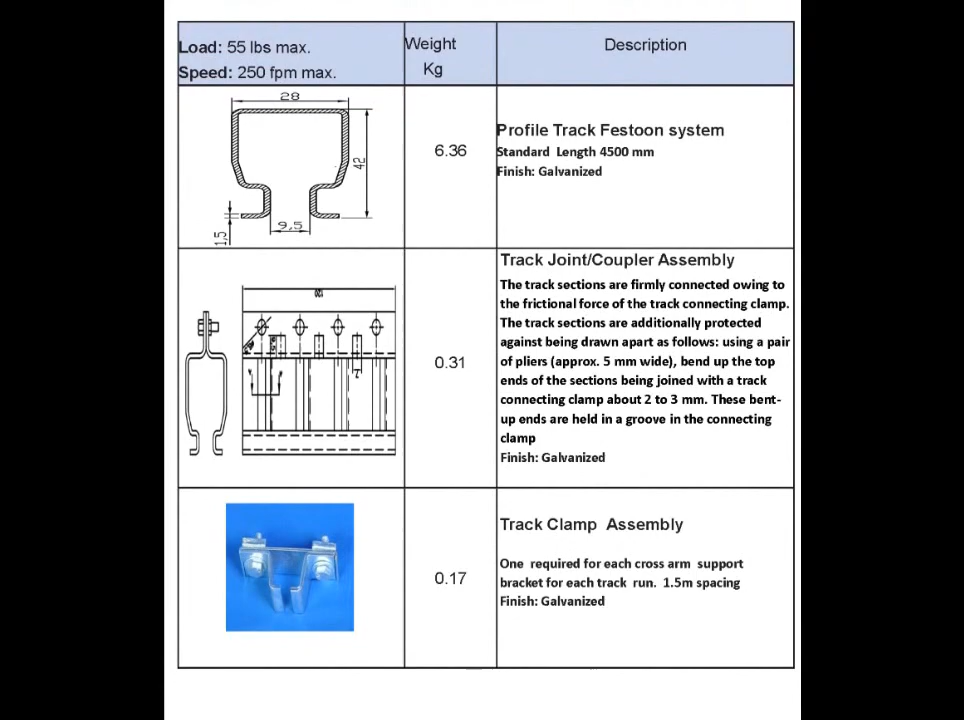 Load: 55 lbs max.
Speed: 250 fpm max.
Weight
Kg
Description
28
42
9,5
1,5
6.36
Profile Track Festoon system
Standard Length 4500 mm
Finish: Galvanized
120
7
0.31
Track Joint/Coupler Assembly
The track sections are firmly connected owing to
the frictional force of the track connecting clamp.
The track sections are additionally protected
against being drawn apart as follows: using a pair
of pliers (approx. 5 mm wide), bend up the top
ends of the sections being joined with a track
connecting clamp about 2 to 3 mm. These bent-
up ends are held in a groove in the connecting
clamp
Finish: Galvanized
0.17
Track Clamp Assembly
One required for each cross arm support
bracket for each track run. 1.5m spacing
Finish: Galvanized